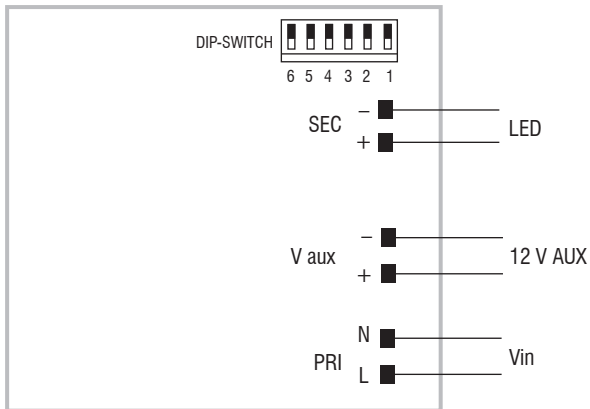 DIP-SWITCH
6 5 4 3 2 1
SEC
–
+
LED
V aux
–
+
12 V AUX
PRI
N
L
Vin